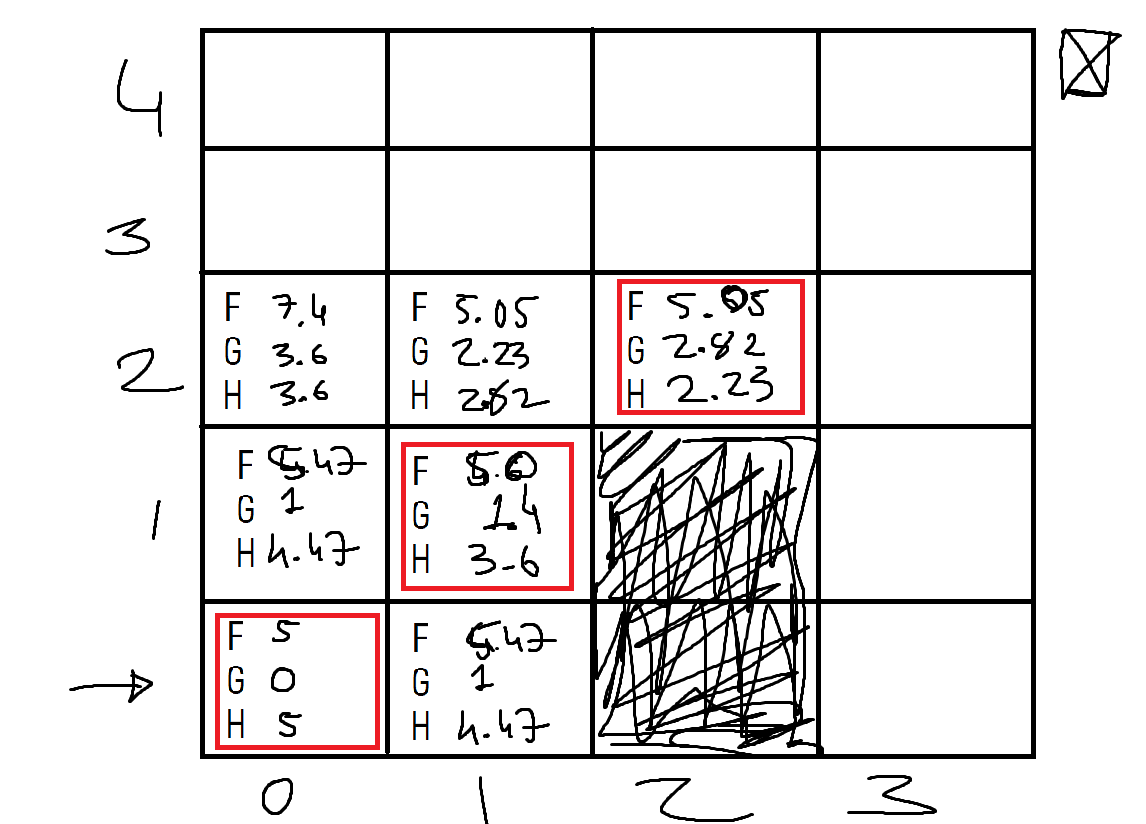 4
3
2
F 7.4
G 3.6
H 3.6
F 5.05
G 2.23
H 2.82
F 5.05
G 2.82
H 2.23
1
F 5.47
G 1
H 4.47
F 5.0
G 1.4
H 3.6
F 5
G 0
H 5
F 5.47
G 1
H 4.47
0 1 2 3